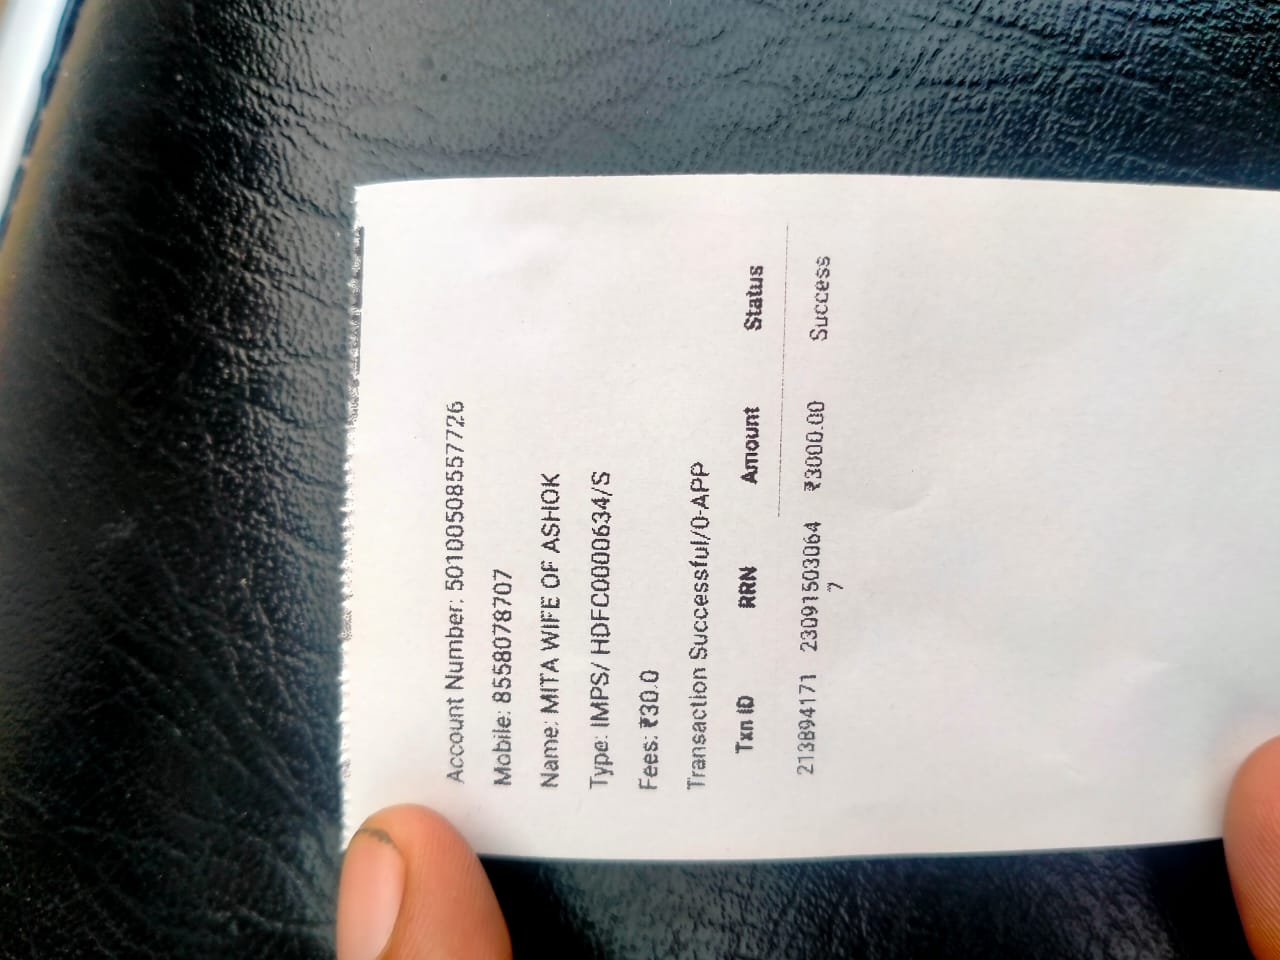 Account Number: 50100508557726
Mobile: 8558078707
Name: MITA WIFE OF ASHOK
Type: IMPS/ HDFC0000634/S
Fees: ₹30.0
Transaction Successful/0-APP
Txn ID RRN Amount Status
213894171 23091503064 ₹3000.00 Success
7